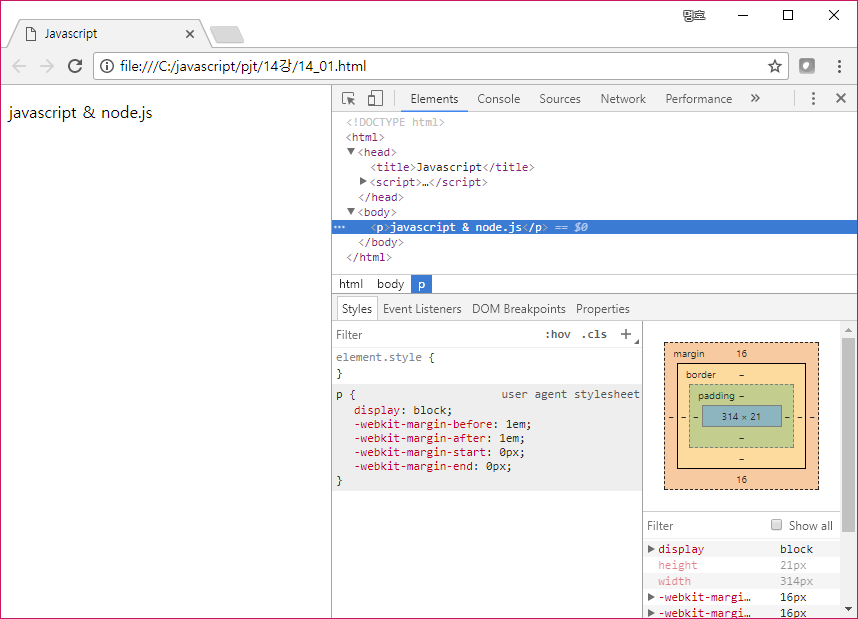 명호
Javascript
file:///C:/javascript/pjt/14강/14_01.html
javascript & node.js
Elements Console Sources Network Performance »
<!DOCTYPE html>
<html>
▼<head>
<title>Javascript</title>
▶<script>…</script>
</head>
▼<body>
<p>javascript & node.js</p> == $0
</body>
</html>
html body p
Styles Event Listeners DOM Breakpoints Properties
Filter :hov .cls +
element.style {
}
p { user agent stylesheet
display: block;
-webkit-margin-before: 1em;
-webkit-margin-after: 1em;
-webkit-margin-start: 0px;
-webkit-margin-end: 0px;
}
margin 16
border –
padding –
– – – 314 × 21 – – –
–
–
16
Filter Show all
▶display block
height 21px
width 314px
▶-webkit-margi… 16px
▶-webkit-margi… 16px